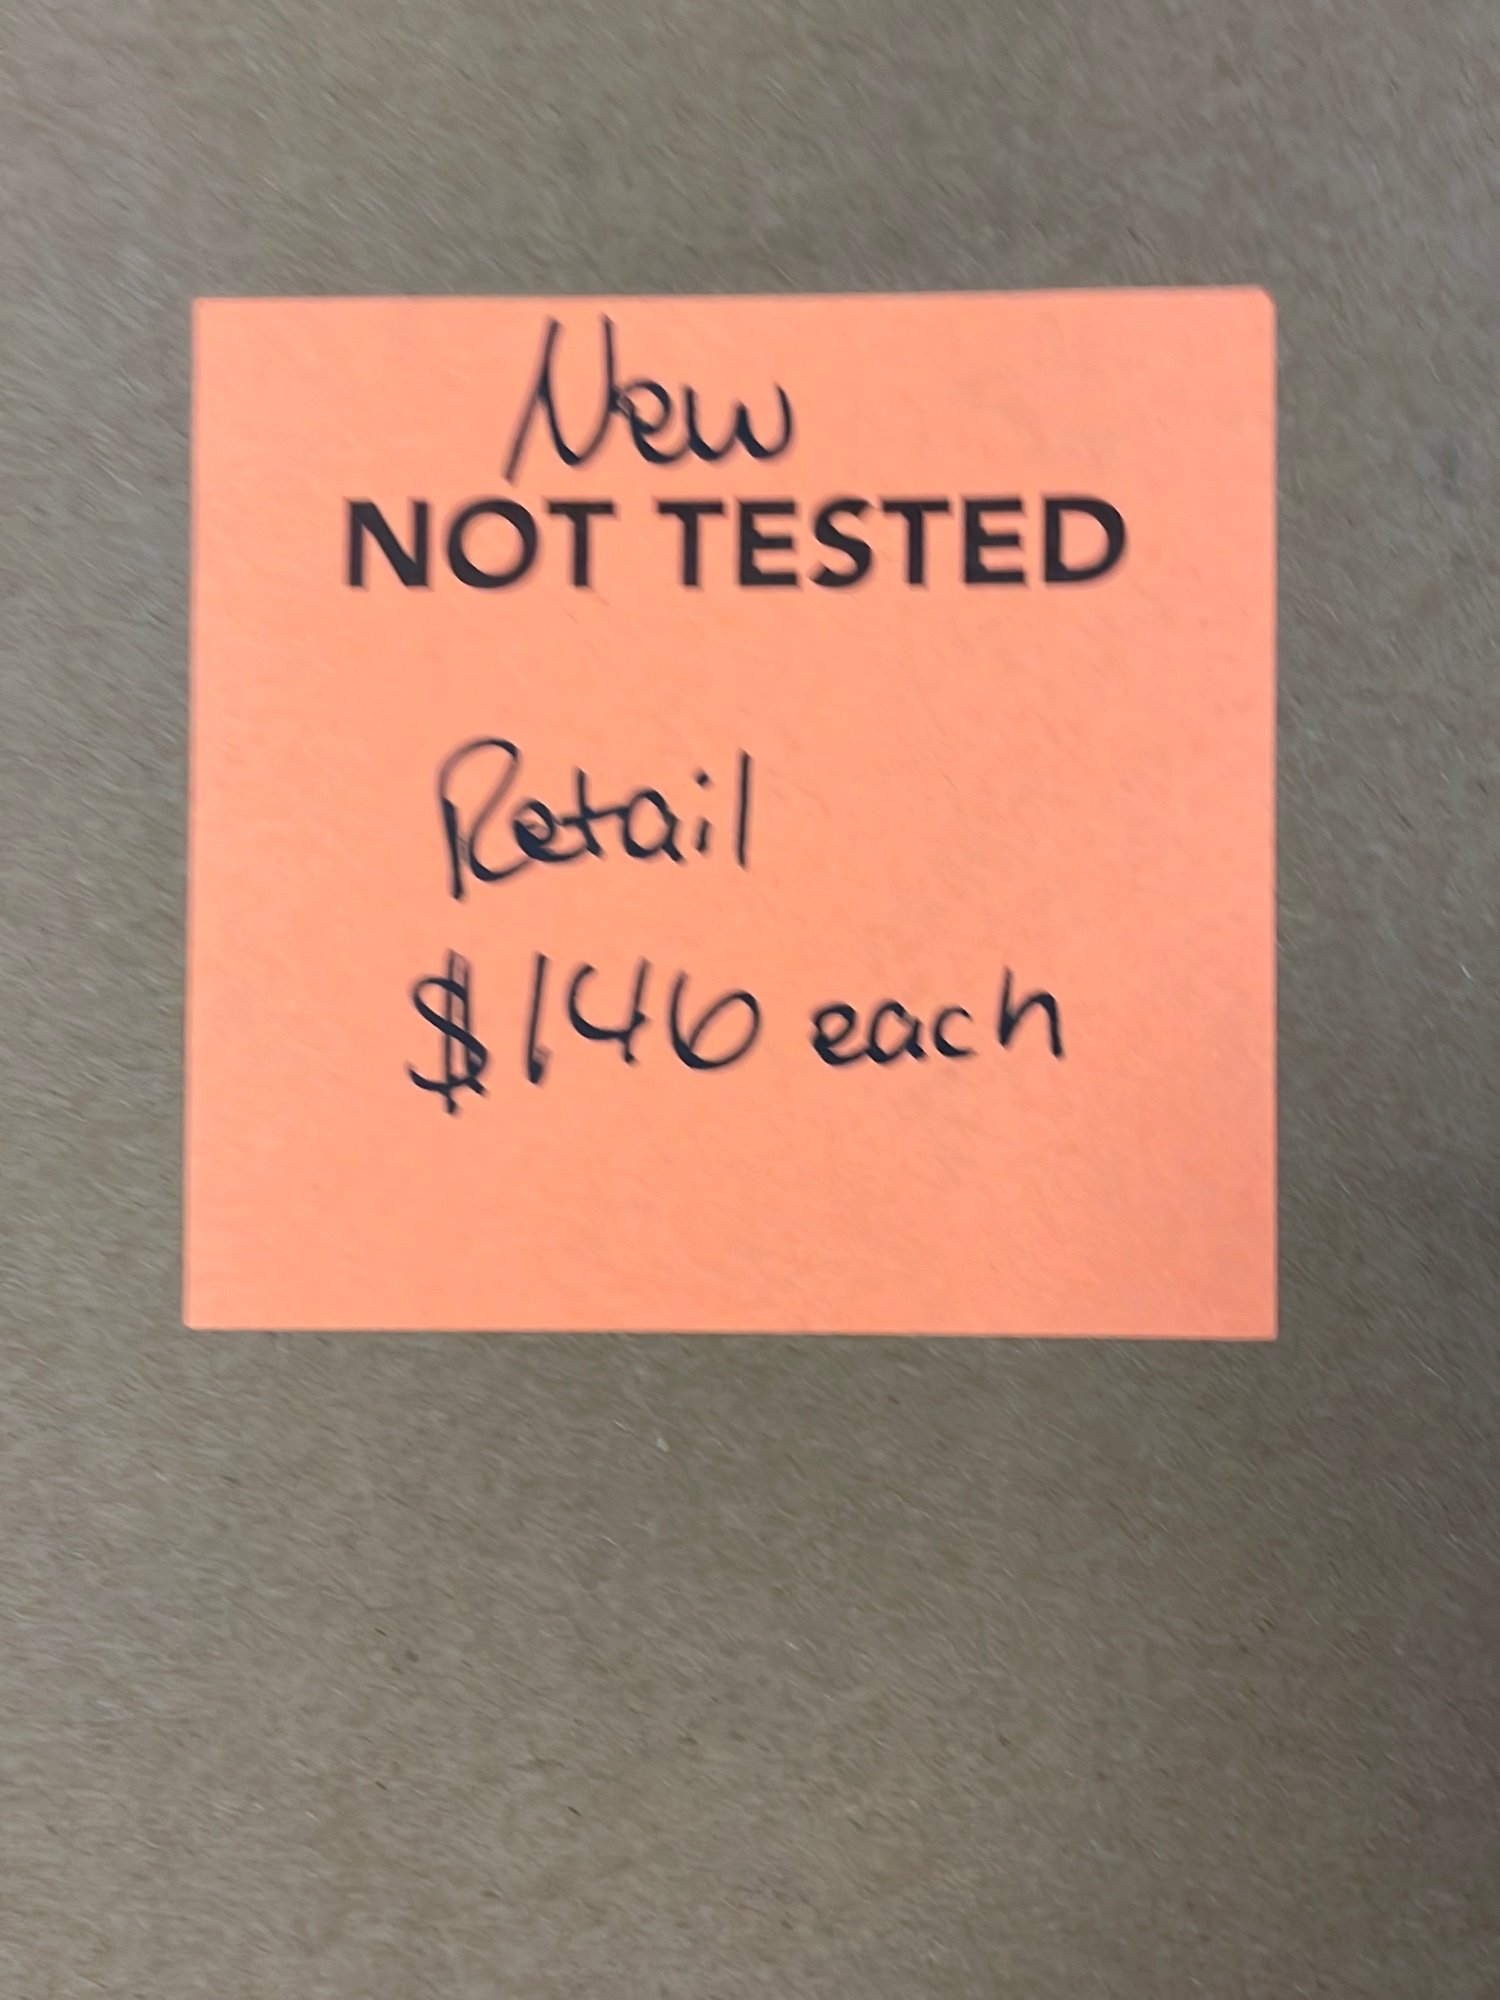 New
NOT TESTED
Retail
$146 each